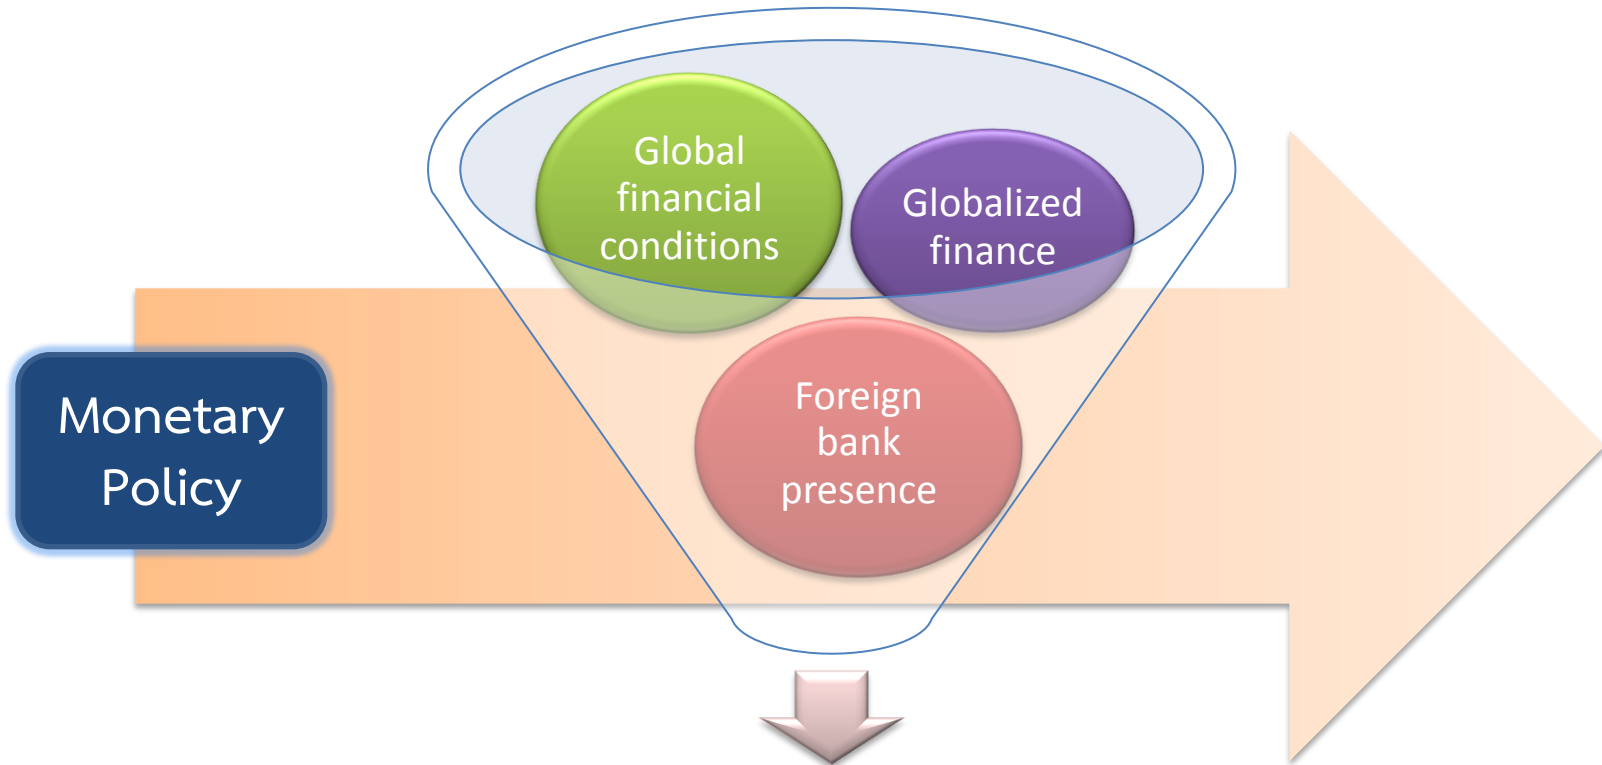 Global
financial
conditions
Globalized
finance
Foreign
bank
presence
Monetary
Policy